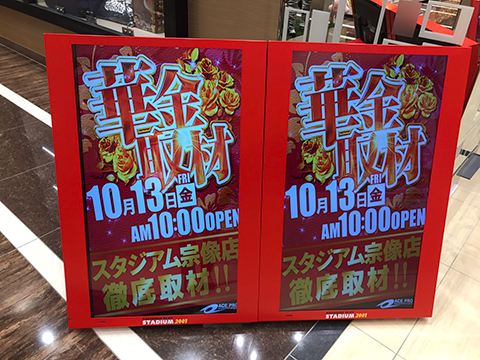 華金
取材
FRI
10月13日金
AM10:00OPEN
スタジアム宗像店
徹底取材!!
ACE PRO
STADIUM 2001
華金
取材
FRI
10月13日金
AM10:00OPEN
スタジアム宗像店
徹底取材!!
ACE PRO
STADIUM 2001